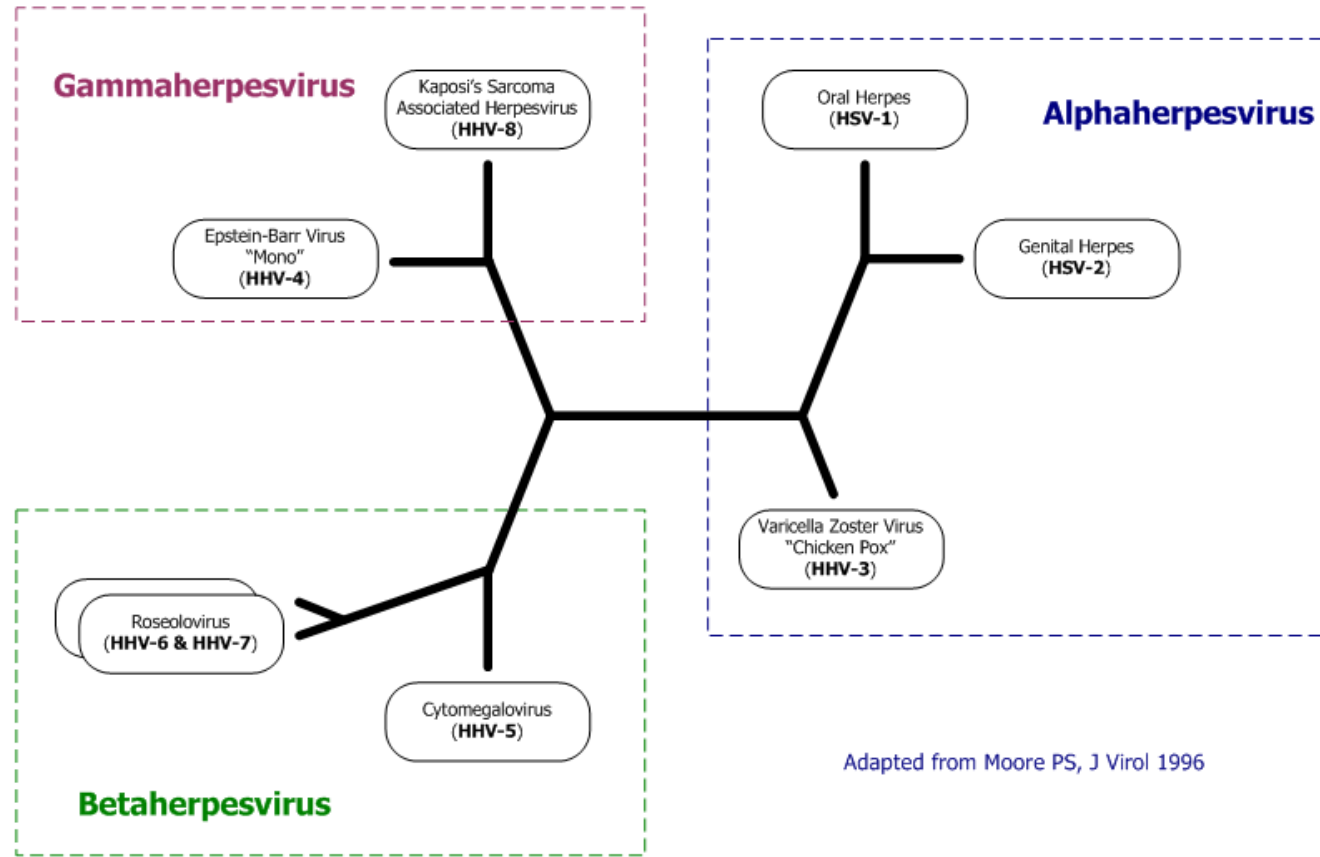 Gammaherpesvirus
Kaposi's Sarcoma
Associated Herpesvirus
(HHV-8)
Epstein-Barr Virus
“Mono”
(HHV-4)
Oral Herpes
(HSV-1)
Alphaherpesvirus
Genital Herpes
(HSV-2)
Varicella Zoster Virus
“Chicken Pox”
(HHV-3)
Roseolovirus
(HHV-6 & HHV-7)
Cytomegalovirus
(HHV-5)
Betaherpesvirus
Adapted from Moore PS, J Virol 1996